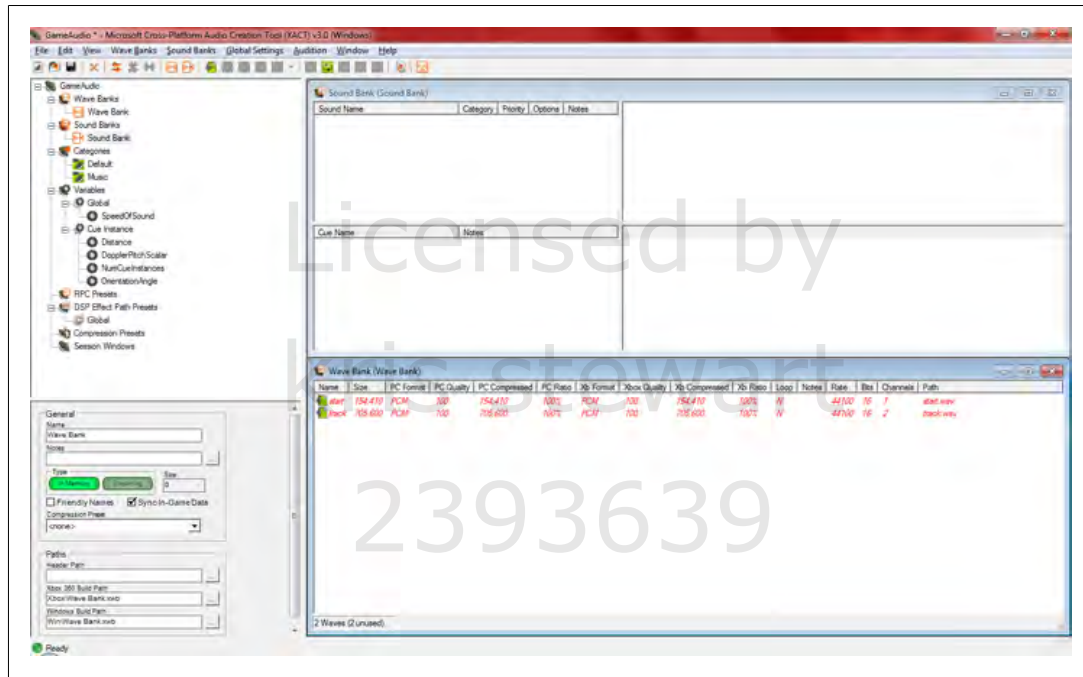 GameAudio * - Microsoft Cross-Platform Audio Creation Tool (XACT) v3.0 (Windows)
File Edit View Wave Banks Sound Banks Global Settings Audition Window Help
GameAudio
Wave Banks
Wave Bank
Sound Banks
Sound Bank
Categories
Default
Music
Variables
Global
SpeedOfSound
Cue Instance
Distance
DopplerPitchScalar
NumCueInstances
OrientationAngle
RPC Presets
DSP Effect Path Presets
Global
Compression Presets
Session Windows
General
Name
Wave Bank
Notes
...
Type
In Memory Streaming
Size
0
Friendly Names Sync In-Game Data
Compression Preset
<none>
Paths
Header Path
...
Xbox 360 Build Path
Xbox\Wave Bank.xwb ...
Windows Build Path
Win\Wave Bank.xwb ...
Ready
Sound Bank (Sound Bank)
Sound Name Category Priority Options Notes
Cue Name Notes
Wave Bank (Wave Bank)
Name Size PC Format PC Quality PC Compressed PC Ratio Xb Format Xbox Quality Xb Compressed Xb Ratio Loop Notes Rate Bits Channels Path
start 154,410 PCM 100 154,410 100% PCM 100 154,410 100% N 44100 16 1 start.wav
track 705,600 PCM 100 705,600 100% PCM 100 705,600 100% N 44100 16 2 track.wav
2 Waves (2 unused)
Licensed by
kris stewart
2393639